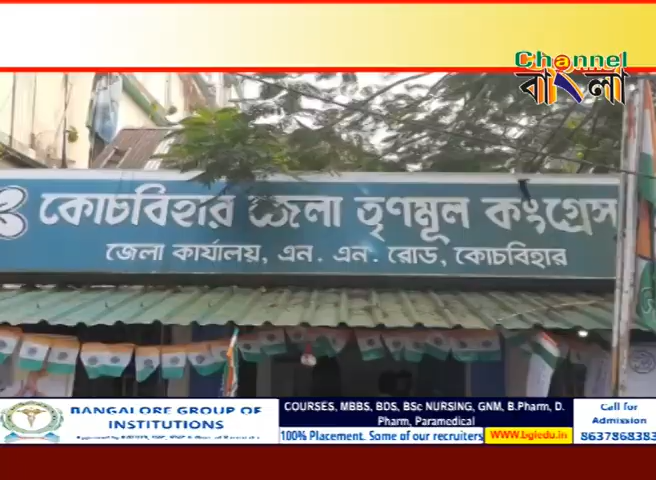 Channel
বাংলা
কোচবিহার জেলা তৃণমূল কংগ্রেস
জেলা কার্যালয়, এন. এন. রোড, কোচবিহার
BANGALORE GROUP OF
INSTITUTIONS
COURSES, MBBS, BDS, BSc NURSING, GNM, B.Pharm, D.
Pharm, Paramedical
100% Placement. Some of our recruiters
www.bgiedu.in
Call for
Admission
8637868383